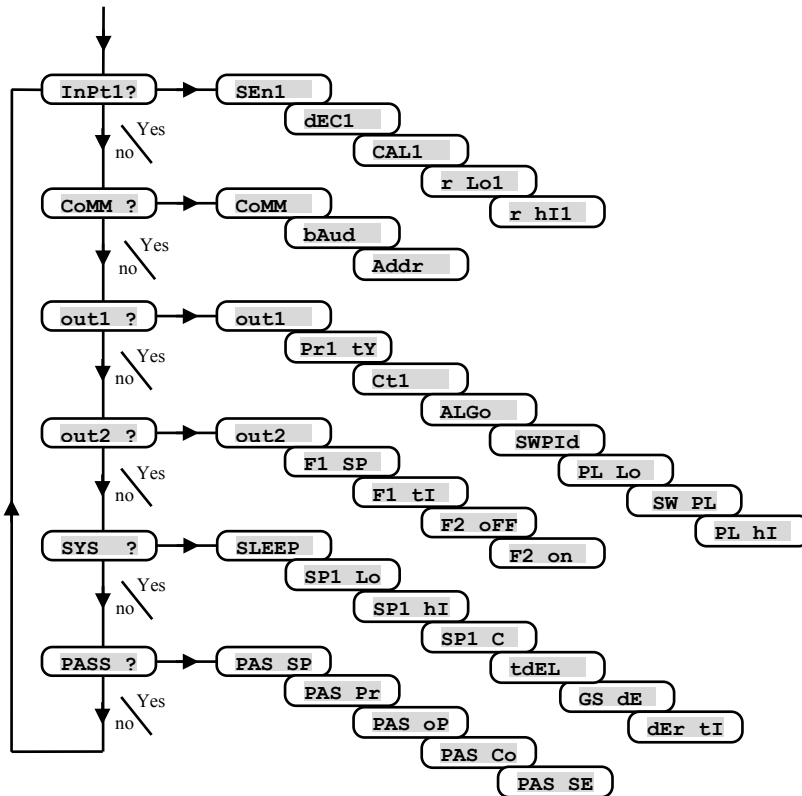 InPt1? SEn1
dEC1
Yes
no
CAL1
r Lo1
CoMM ? CoMM
r hI1
bAud
Yes
no
Addr
out1 ? out1
Pr1 tY
Yes
no
Ct1
ALGo
out2 ? out2
SWPId
F1 SP
PL Lo
Yes
no
F1 tI
SW PL
F2 oFF
PL hI
SYS ? SLEEP
F2 on
SP1 Lo
Yes
no
SP1 hI
SP1 C
PASS ? PAS SP
tdEL
PAS Pr
GS dE
Yes
no
PAS oP
dEr tI
PAS Co
PAS SE